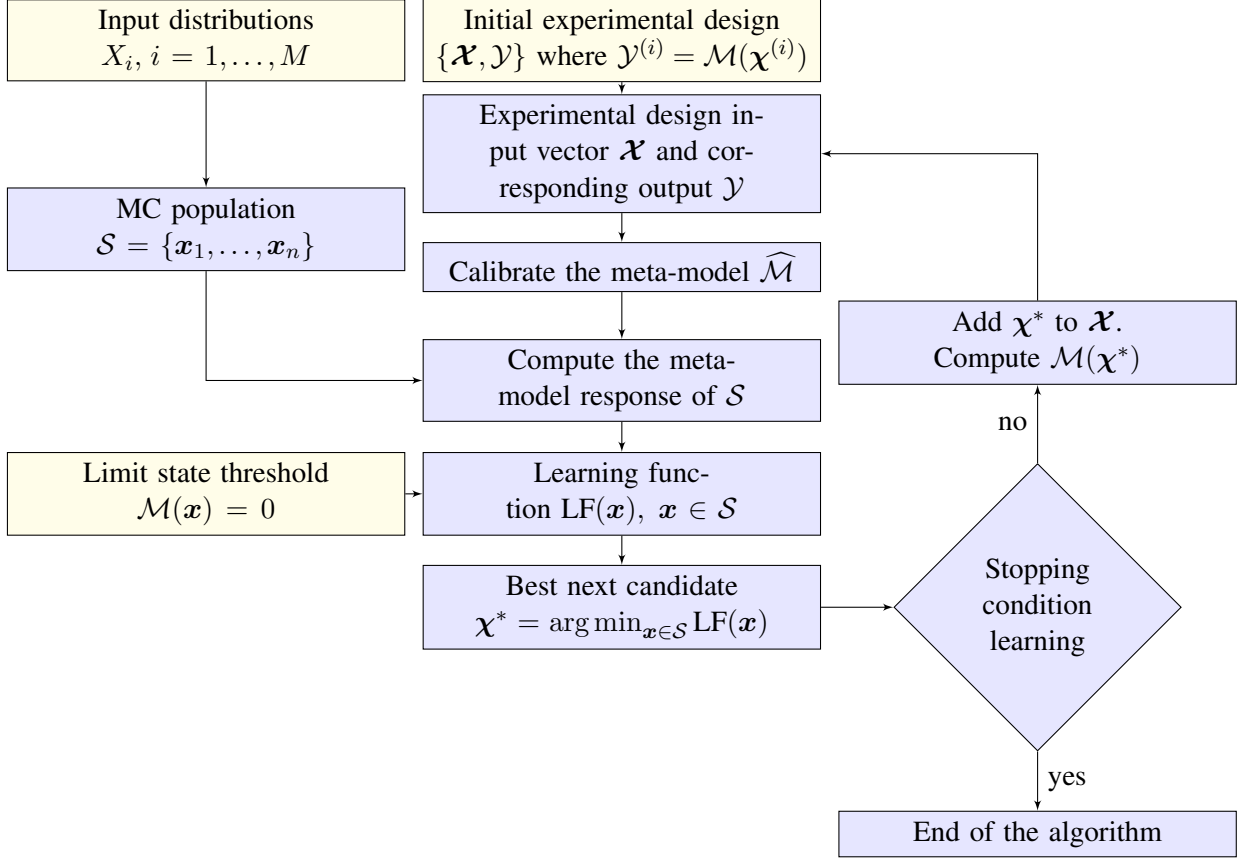 Input distributions
X_i, i = 1,...,M
Initial experimental design
{𝓧, 𝒴} where 𝒴^(i) = ℳ(𝝌^(i))
Experimental design in-
put vector 𝓧 and cor-
responding output 𝒴
MC population
𝒮 = {𝒙_1,...,𝒙_n}
Calibrate the meta-model ℳ̂
Compute the meta-
model response of 𝒮
Limit state threshold
ℳ(𝒙) = 0
Learning func-
tion LF(𝒙), 𝒙 ∈ 𝒮
Best next candidate
𝝌* = arg min_{𝒙∈𝒮} LF(𝒙)
Stopping
condition
learning
no
Add 𝝌* to 𝓧.
Compute ℳ(𝝌*)
yes
End of the algorithm